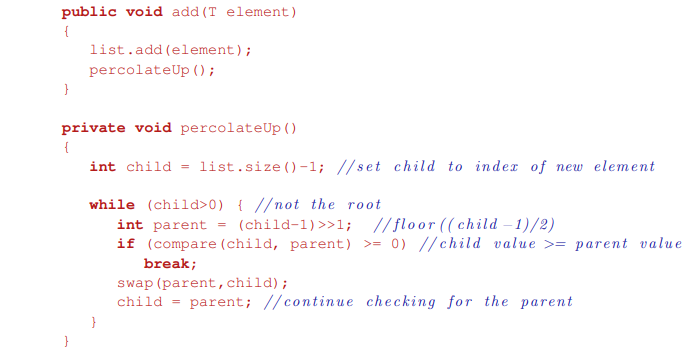 public void add(T element)
{
list.add(element);
percolateUp();
}
private void percolateUp()
{
int child = list.size()-1; //set child to index of new element
while (child>0) { //not the root
int parent = (child-1)>>1; //floor((child-1)/2)
if (compare(child, parent) >= 0) //child value >= parent value
break;
swap(parent,child);
child = parent; //continue checking for the parent
}
}